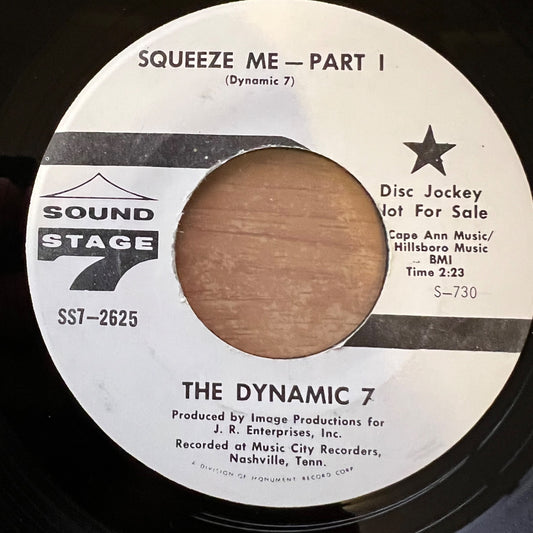 SQUEEZE ME — PART I
(Dynamic 7)
Disc Jockey
Not For Sale
Cape Ann Music/
Hillsboro Music
BMI
Time 2:23
S-730
SOUND
STAGE
7
SS7-2625
THE DYNAMIC 7
Produced by Image Productions for
J. R. Enterprises, Inc.
Recorded at Music City Recorders,
Nashville, Tenn.
A DIVISION OF MONUMENT RECORD CORP